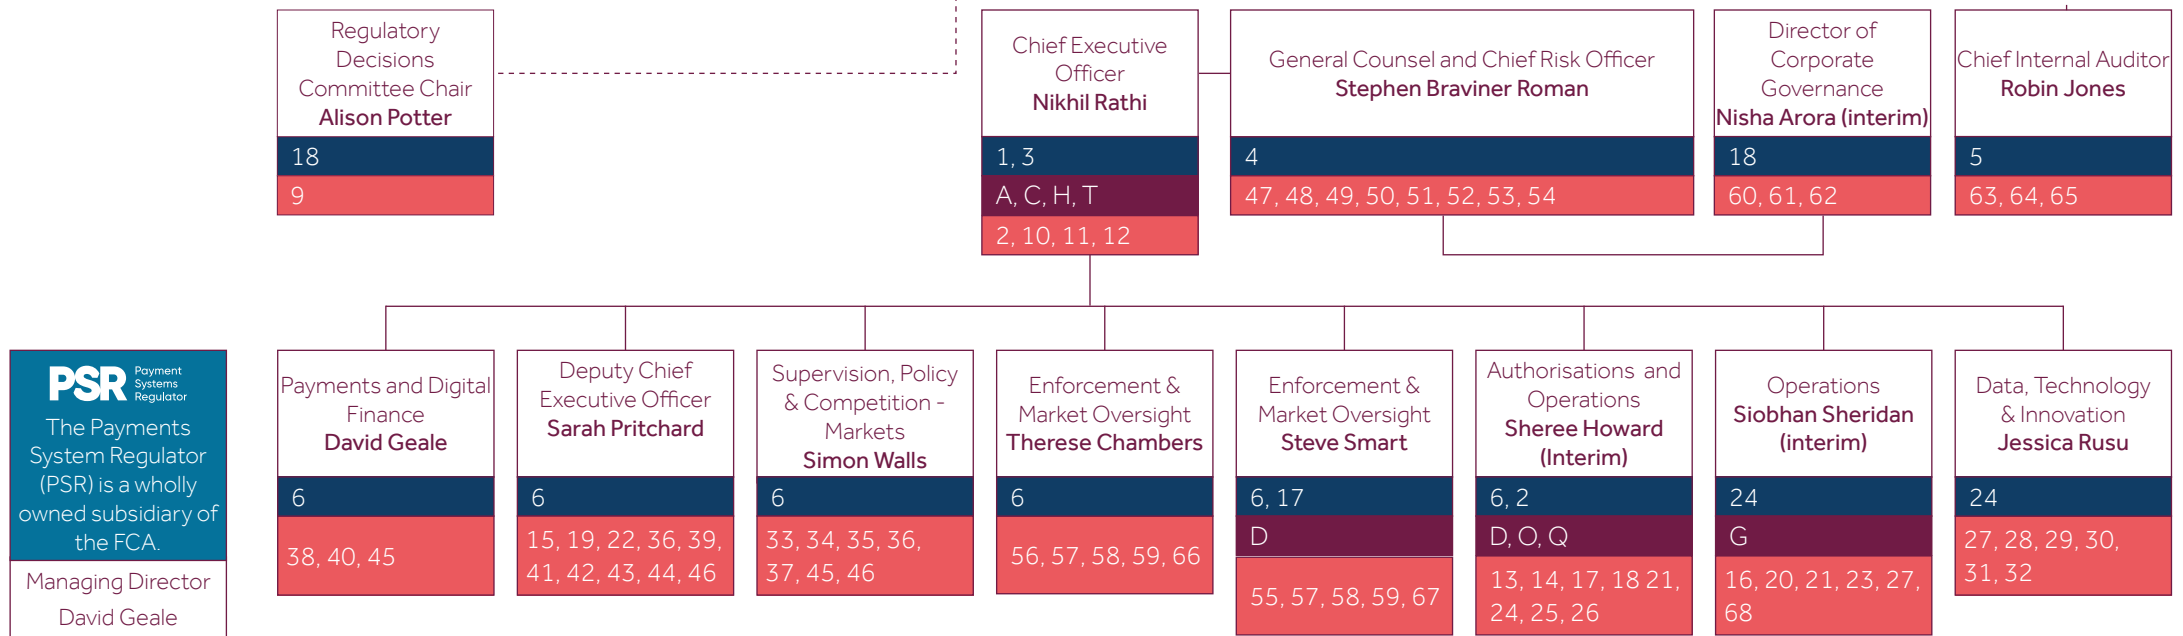 Regulatory
Decisions
Committee Chair
Alison Potter
18
9
Chief Executive
Officer
Nikhil Rathi
1, 3
A, C, H, T
2, 10, 11, 12
General Counsel and Chief Risk Officer
Stephen Braviner Roman
4
47, 48, 49, 50, 51, 52, 53, 54
Director of
Corporate
Governance
Nisha Arora (interim)
18
60, 61, 62
Chief Internal Auditor
Robin Jones
5
63, 64, 65
PSR Payment
Systems
Regulator
The Payments
System Regulator
(PSR) is a wholly
owned subsidiary of
the FCA.
Managing Director
David Geale
Payments and Digital
Finance
David Geale
6
38, 40, 45
Deputy Chief
Executive Officer
Sarah Pritchard
6
15, 19, 22, 36, 39,
41, 42, 43, 44, 46
Supervision, Policy
& Competition -
Markets
Simon Walls
6
33, 34, 35, 36,
37, 45, 46
Enforcement &
Market Oversight
Therese Chambers
6
56, 57, 58, 59, 66
Enforcement &
Market Oversight
Steve Smart
6, 17
D
55, 57, 58, 59, 67
Authorisations and
Operations
Sheree Howard
(Interim)
6, 2
D, O, Q
13, 14, 17, 18 21,
24, 25, 26
Operations
Siobhan Sheridan
(interim)
24
G
16, 20, 21, 23, 27,
68
Data, Technology
& Innovation
Jessica Rusu
24
27, 28, 29, 30,
31, 32